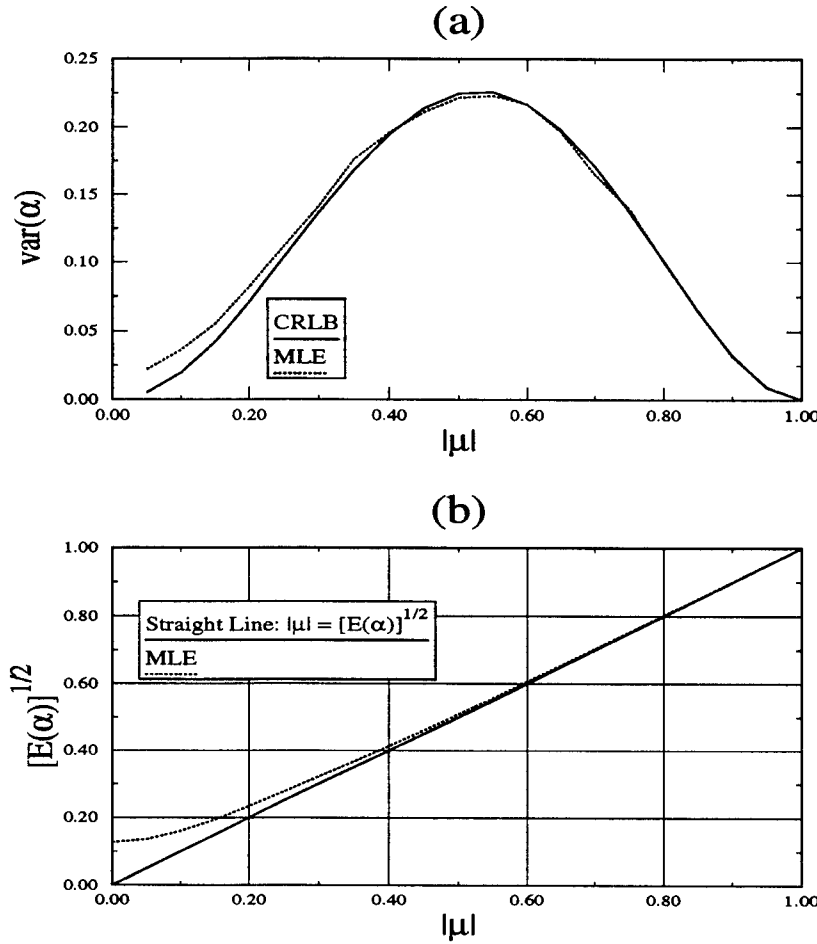 (a)
0.25
0.20
0.15
0.10
0.05
0.00
var(α)
CRLB
MLE
0.00 0.20 0.40 0.60 0.80 1.00
|μ|
(b)
1.00
0.80
0.60
0.40
0.20
0.00
[E(α)]^1/2
Straight Line: |μ| = [E(α)]^1/2
MLE
0.00 0.20 0.40 0.60 0.80 1.00
|μ|